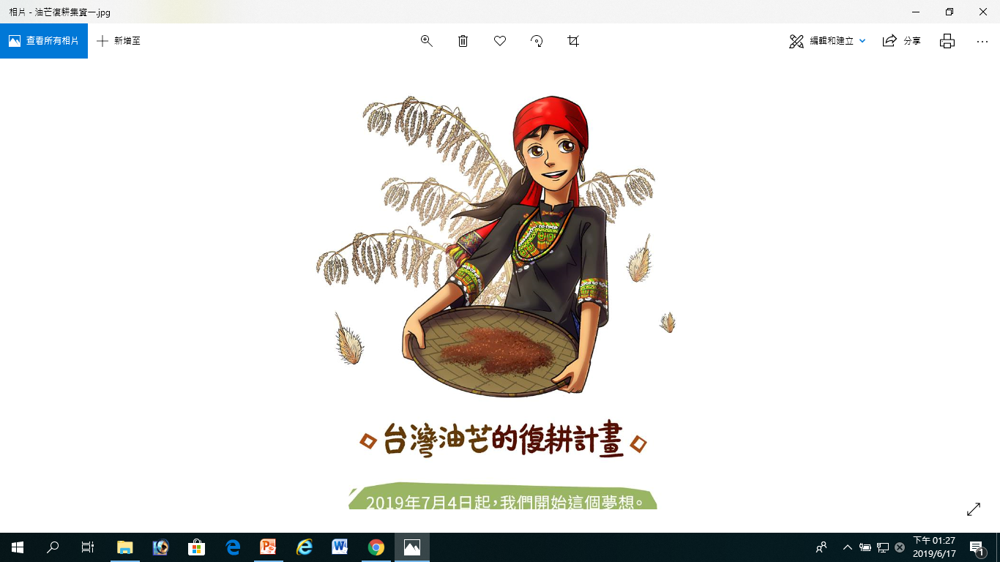 相片 - 油芒復耕集資一.jpg
查看所有相片
新增至
編輯和建立
分享
台灣油芒的復耕計畫
2019年7月4日起，我們開始這個夢想。
下午 01:27
2019/6/17
1